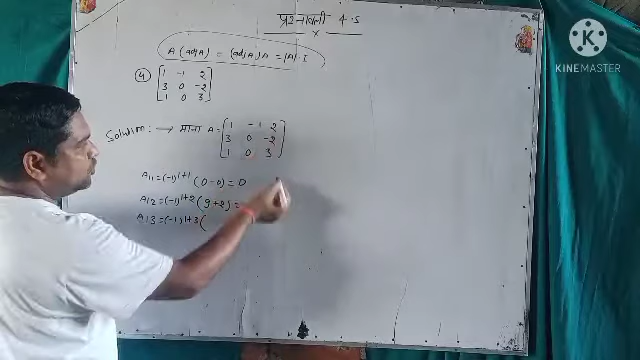 प्रश्नावली 4.5
x
A (adj A) = (adj A) A = |A|·I
④ [1 -1 2
3 0 -2
1 0 3]
Solution: → माना A = [1 -1 2
3 0 -2
1 0 3]
A11 = (-1)^1+1 (0-0) = 0
A12 = (-1)^1+2 (9+2) =
A13 = (-1)^1+3 (
KINEMASTER